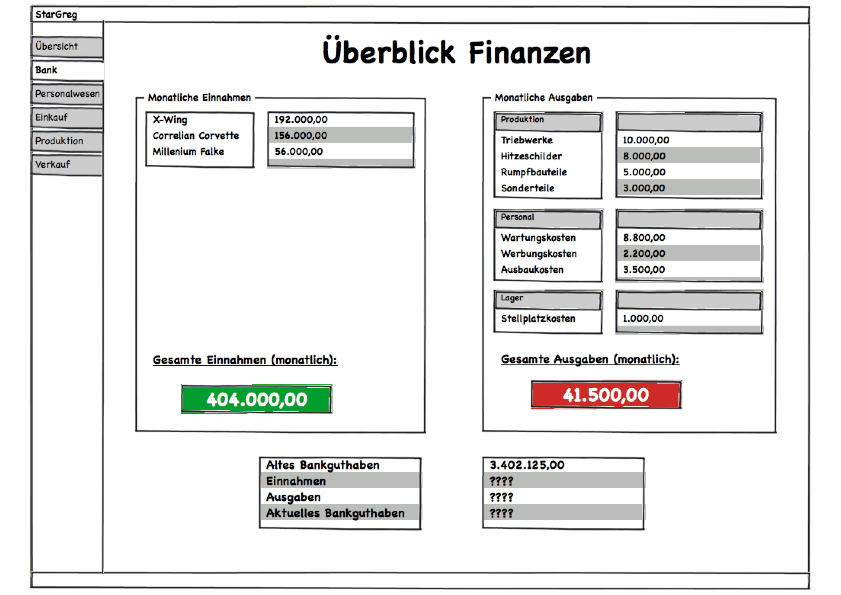 StarGreg
Übersicht
Bank
Personalwesen
Einkauf
Produktion
Verkauf
Überblick Finanzen
Monatliche Einnahmen
X-Wing 192.000,00
Correlian Corvette 156.000,00
Millenium Falke 56.000,00
Gesamte Einnahmen (monatlich):
404.000,00
Monatliche Ausgaben
Produktion
Triebwerke 10.000,00
Hitzeschilder 8.000,00
Rumpfbauteile 5.000,00
Sonderteile 3.000,00
Personal
Wartungskosten 8.800,00
Werbungskosten 2.200,00
Ausbaukosten 3.500,00
Lager
Stellplatzkosten 1.000,00
Gesamte Ausgaben (monatlich):
41.500,00
Altes Bankguthaben 3.402.125,00
Einnahmen ????
Ausgaben ????
Aktuelles Bankguthaben ????